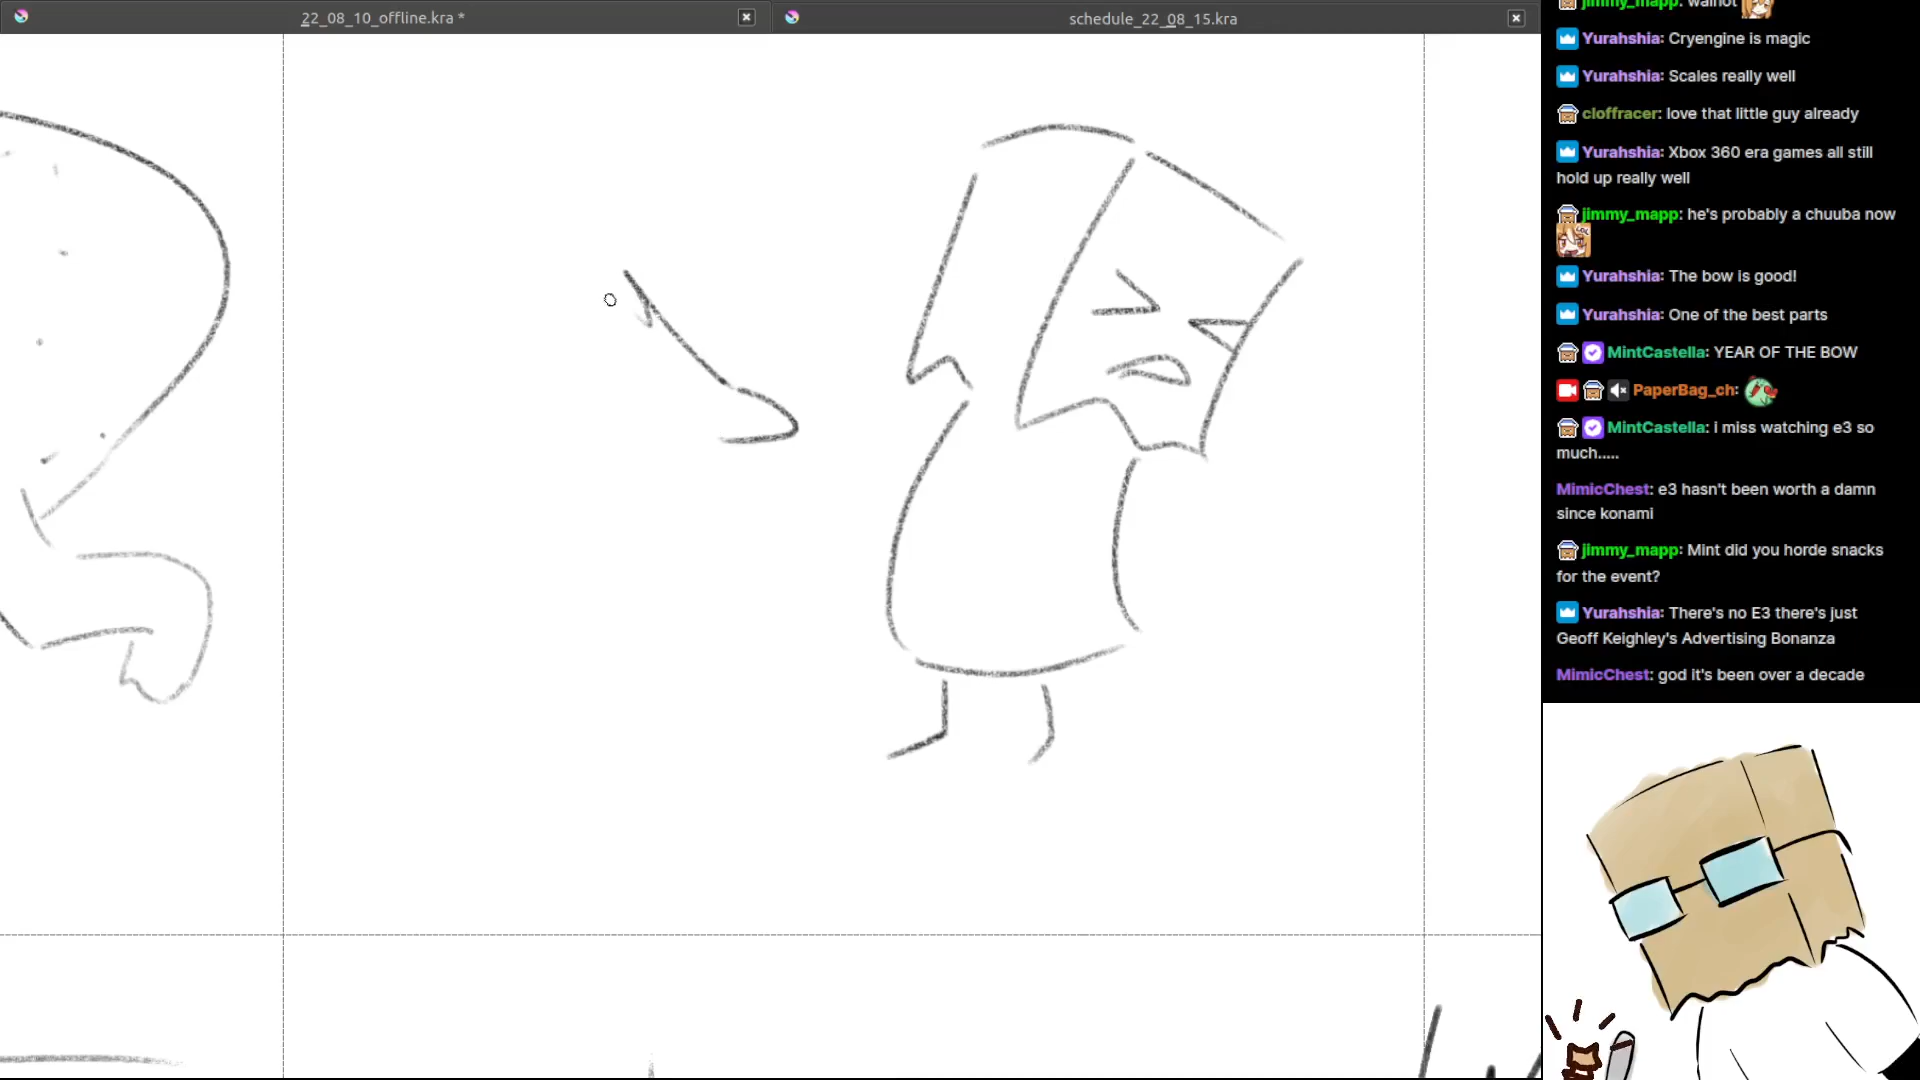 22_08_10_offline.kra *
schedule_22_08_15.kra
jimmy_mapp: walnot
Yurahshia: Cryengine is magic
Yurahshia: Scales really well
cloffracer: love that little guy already
Yurahshia: Xbox 360 era games all still
hold up really well
jimmy_mapp: he's probably a chuuba now
LOL
Yurahshia: The bow is good!
Yurahshia: One of the best parts
MintCastella: YEAR OF THE BOW
PaperBag_ch:
MintCastella: i miss watching e3 so
much.....
MimicChest: e3 hasn't been worth a damn
since konami
jimmy_mapp: Mint did you horde snacks
for the event?
Yurahshia: There's no E3 there's just
Geoff Keighley's Advertising Bonanza
MimicChest: god it's been over a decade